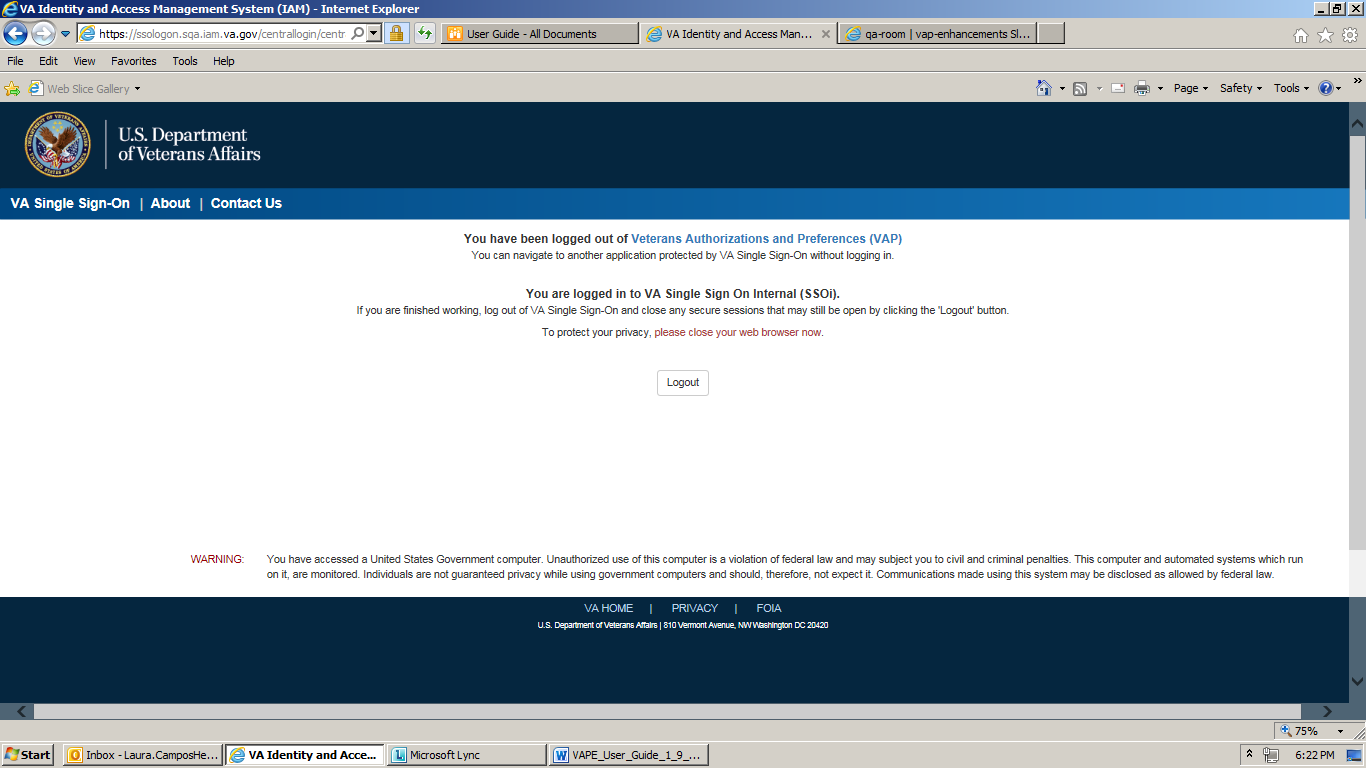 VA Identity and Access Management System (IAM) - Internet Explorer
https://ssologon.sqa.iam.va.gov/centrallogin/centr
User Guide - All Documents
VA Identity and Access Man...
qa-room | vap-enhancements Sl...
File Edit View Favorites Tools Help
Web Slice Gallery
Page Safety Tools
U.S. Department
of Veterans Affairs
VA Single Sign-On | About | Contact Us
You have been logged out of Veterans Authorizations and Preferences (VAP)
You can navigate to another application protected by VA Single Sign-On without logging in.
You are logged in to VA Single Sign On Internal (SSOi).
If you are finished working, log out of VA Single Sign-On and close any secure sessions that may still be open by clicking the 'Logout' button.
To protect your privacy, please close your web browser now.
Logout
WARNING: You have accessed a United States Government computer. Unauthorized use of this computer is a violation of federal law and may subject you to civil and criminal penalties. This computer and automated systems which run
on it, are monitored. Individuals are not guaranteed privacy while using government computers and should, therefore, not expect it. Communications made using this system may be disclosed as allowed by federal law.
VA HOME | PRIVACY | FOIA
U.S. Department of Veterans Affairs | 810 Vermont Avenue, NW Washington DC 20420
75%
Start
Inbox - Laura.CamposHe...
VA Identity and Acce...
Microsoft Lync
VAPE_User_Guide_1_9_...
6:22 PM